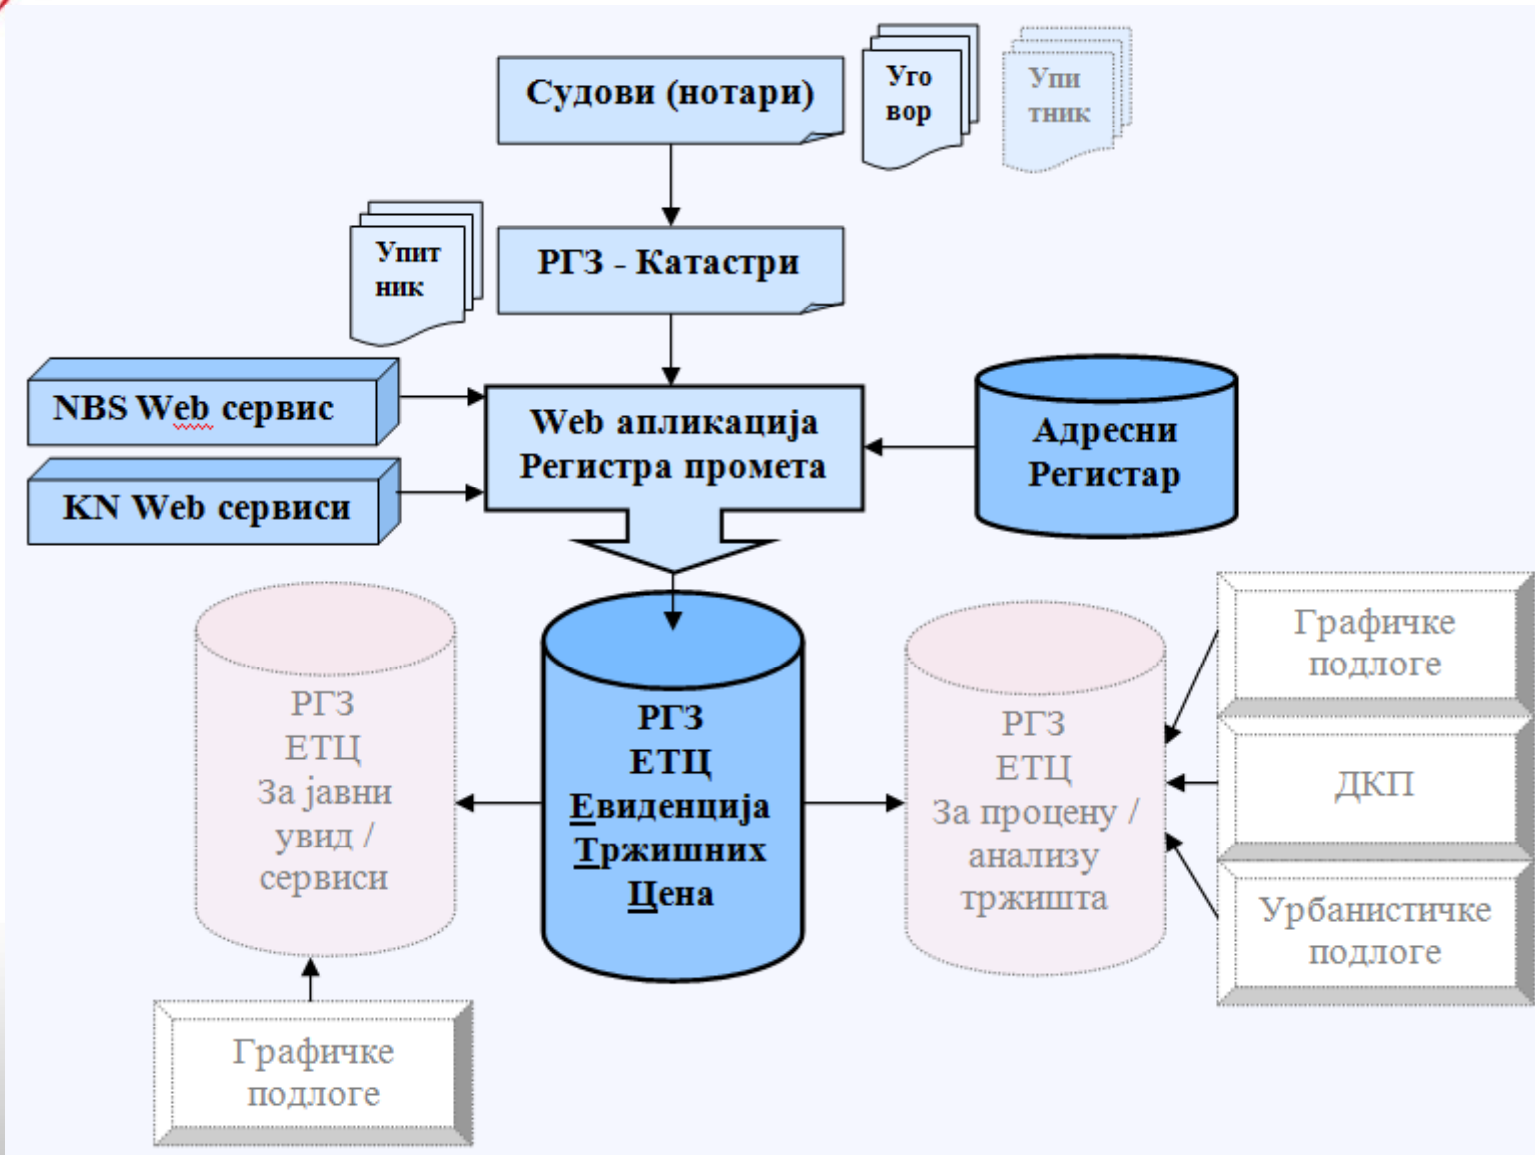 Судови (нотари)
Уго
вор
Упи
тник
Упит
ник
РГЗ - Катастри
NBS Web сервис
KN Web сервиси
Web апликација
Регистра промета
Адресни
Регистар
РГЗ
ЕТЦ
За јавни
увид /
сервиси
РГЗ
ЕТЦ
Евиденција
Тржишних
Цена
РГЗ
ЕТЦ
За процену /
анализу
тржишта
Графичке
подлоге
ДКП
Урбанистичке
подлоге
Графичке
подлоге